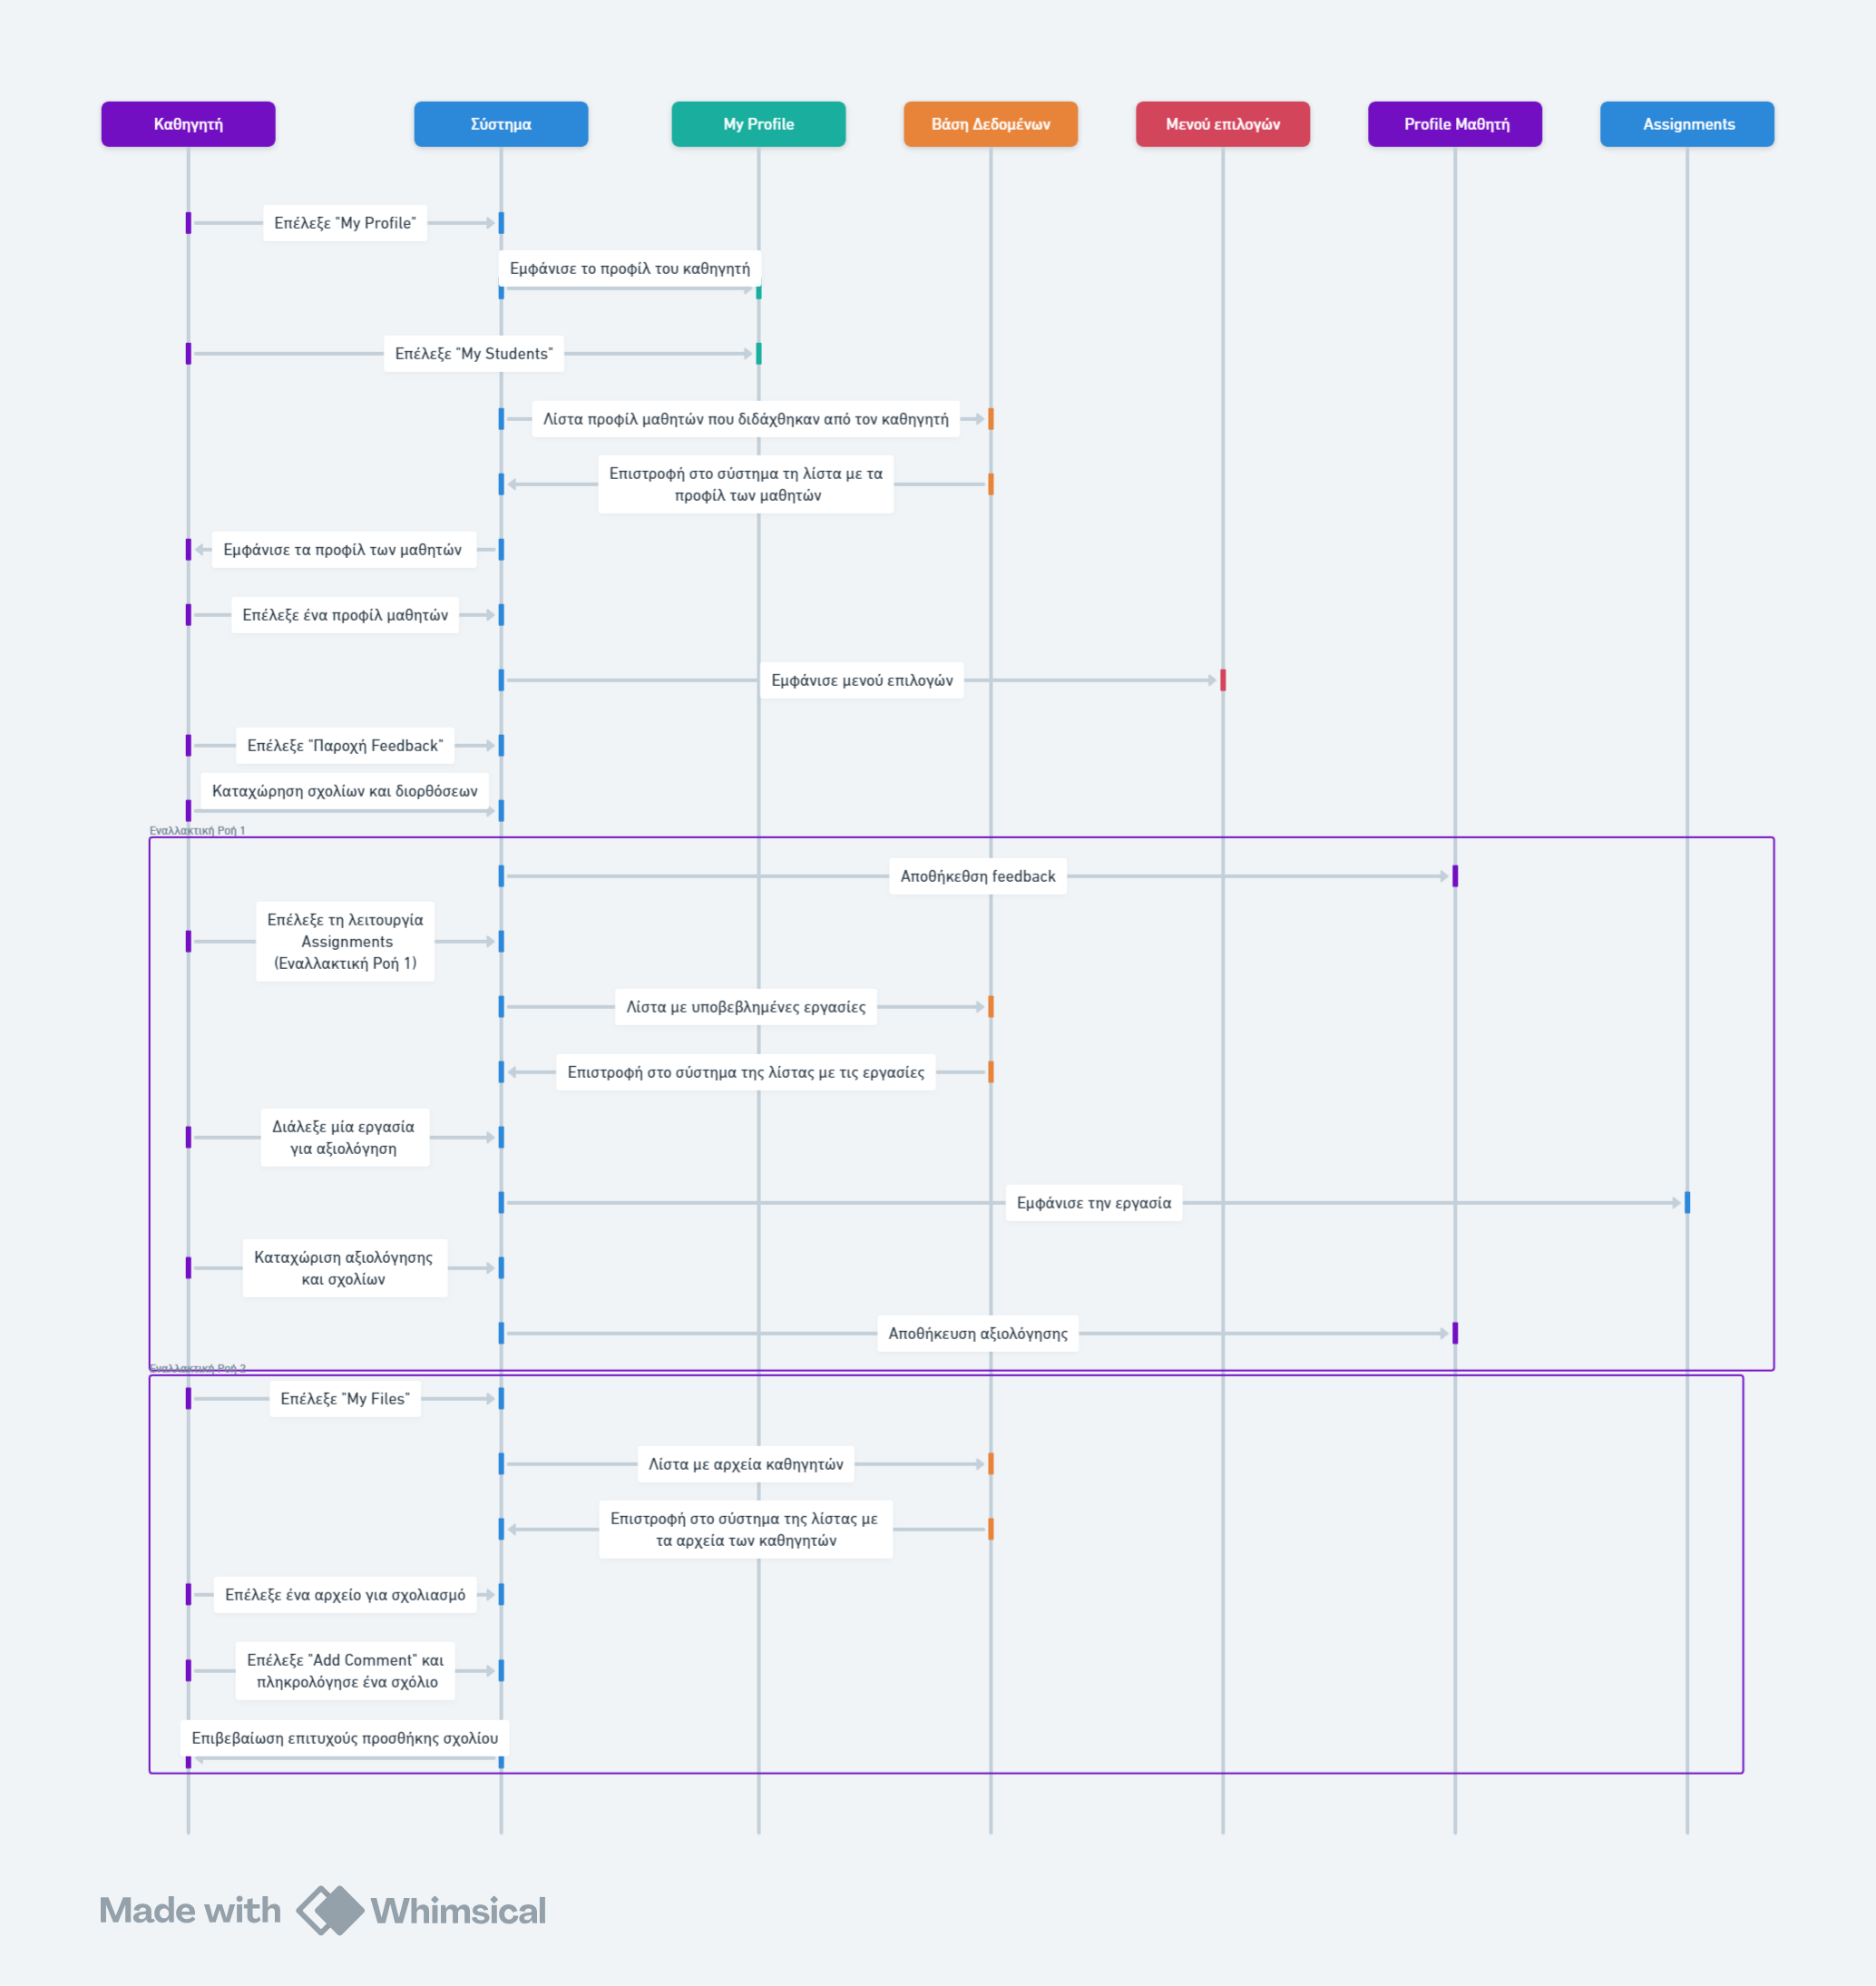 Καθηγητή
Σύστημα
My Profile
Βάση Δεδομένων
Μενού επιλογών
Profile Μαθητή
Assignments
Επέλεξε "My Profile"
Εμφάνισε το προφίλ του καθηγητή
Επέλεξε "My Students"
Λίστα προφίλ μαθητών που διδάχθηκαν από τον καθηγητή
Επιστροφή στο σύστημα τη λίστα με τα
προφίλ των μαθητών
Εμφάνισε τα προφίλ των μαθητών
Επέλεξε ένα προφίλ μαθητών
Εμφάνισε μενού επιλογών
Επέλεξε "Παροχή Feedback"
Καταχώρηση σχολίων και διορθόσεων
Εναλλακτική Ροή 1
Αποθήκεθση feedback
Επέλεξε τη λειτουργία
Assignments
(Εναλλακτική Ροή 1)
Λίστα με υποβεβλημένες εργασίες
Επιστροφή στο σύστημα της λίστας με τις εργασίες
Διάλεξε μία εργασία
για αξιολόγηση
Εμφάνισε την εργασία
Καταχώριση αξιολόγησης
και σχολίων
Αποθήκευση αξιολόγησης
Εναλλακτική Ροή 2
Επέλεξε "My Files"
Λίστα με αρχεία καθηγητών
Επιστροφή στο σύστημα της λίστας με
τα αρχεία των καθηγητών
Επέλεξε ένα αρχείο για σχολιασμό
Επέλεξε "Add Comment" και
πληκρολόγησε ένα σχόλιο
Επιβεβαίωση επιτυχούς προσθήκης σχολίου
Made with Whimsical